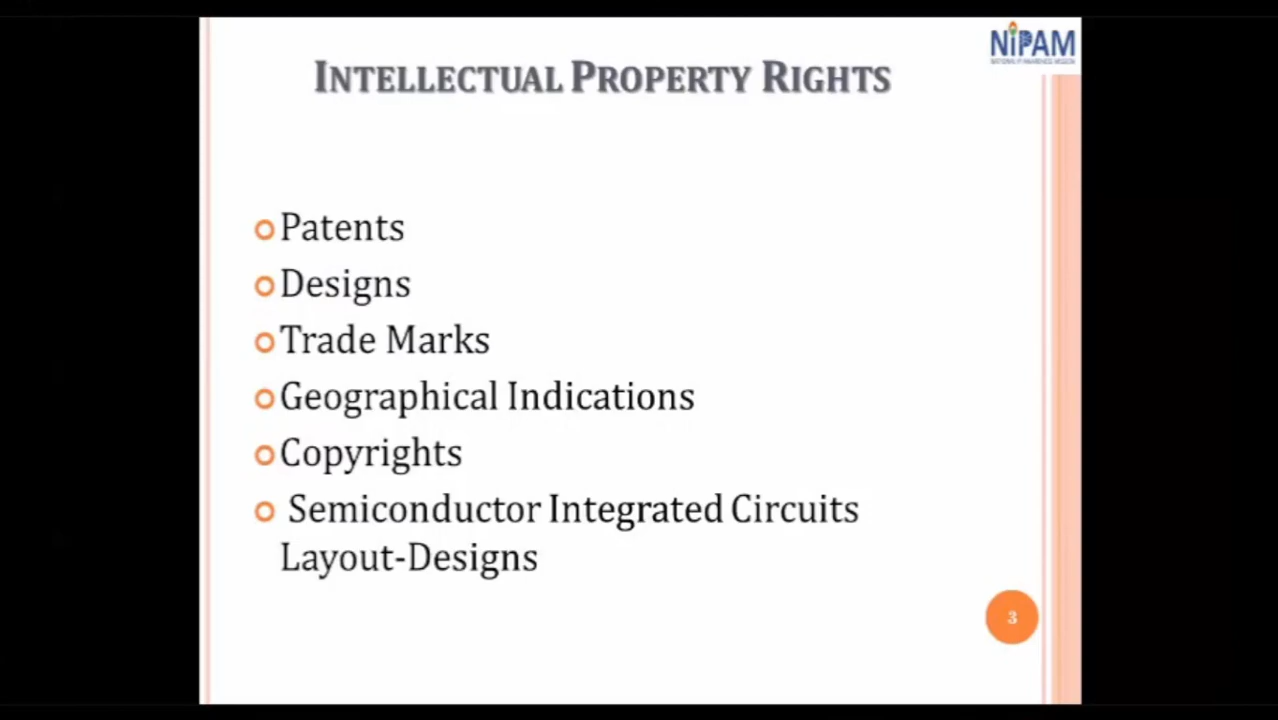 NiPAM
INTELLECTUAL PROPERTY RIGHTS
Patents
Designs
Trade Marks
Geographical Indications
Copyrights
Semiconductor Integrated Circuits
Layout-Designs
3